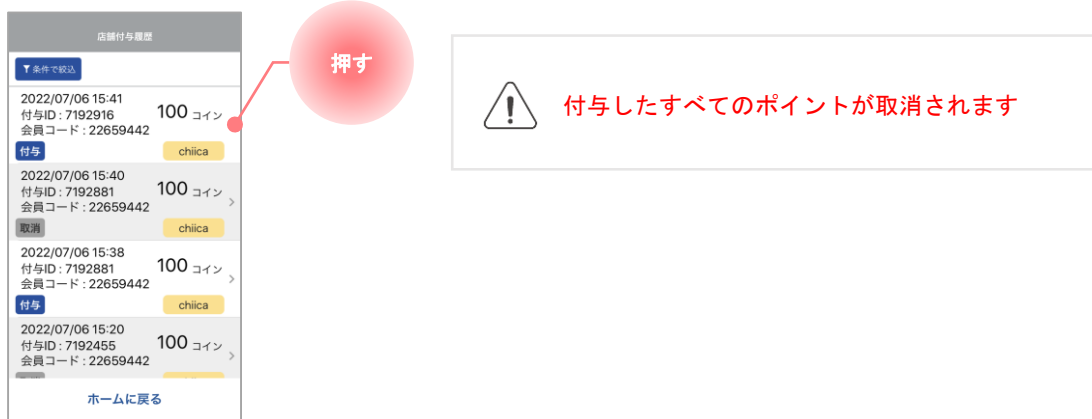 店舗付与履歴
条件で絞込
2022/07/06 15:41
付与ID : 7192916
会員コード : 22659442
100 コイン
付与
chiica
2022/07/06 15:40
付与ID : 7192881
会員コード : 22659442
100 コイン
取消
chiica
2022/07/06 15:38
付与ID : 7192881
会員コード : 22659442
100 コイン
付与
chiica
2022/07/06 15:20
付与ID : 7192455
会員コード : 22659442
100 コイン
ホームに戻る
押す
付与したすべてのポイントが取消されます